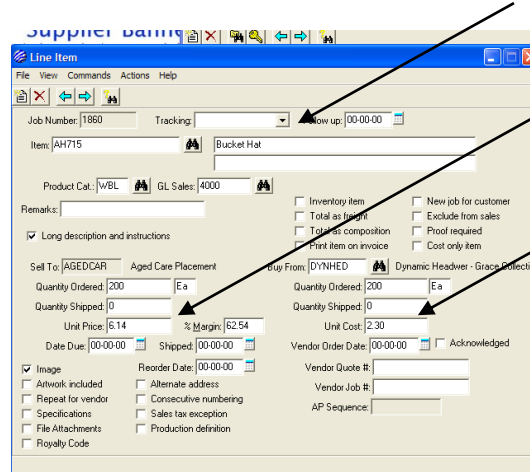 Supplier Banne
Line Item
File View Commands Actions Help
Job Number: 1860 Tracking: Follow up: 00-00-00
Item: AH715 Bucket Hat
Product Cat.: WBL GL Sales: 4000
Remarks:
Inventory item New job for customer
Total as freight Exclude from sales
Total as composition Proof required
Print item on invoice Cost only item
Long description and instructions
Sell To: AGEDCAR Aged Care Placement Buy From: DYNHED Dynamic Headwer - Grace Collecti
Quantity Ordered: 200 Ea Quantity Ordered: 200 Ea
Quantity Shipped: 0 Quantity Shipped: 0
Unit Price: 6.14 % Margin: 62.54 Unit Cost: 2.30
Date Due: 00-00-00 Shipped: 00-00-00 Vendor Order Date: 00-00-00 Acknowledged
Image Reorder Date: 00-00-00 Vendor Quote #:
Artwork included Alternate address Vendor Job #:
Repeat for vendor Consecutive numbering
Specifications Sales tax exception AP Sequence:
File Attachments Production definition
Royalty Code